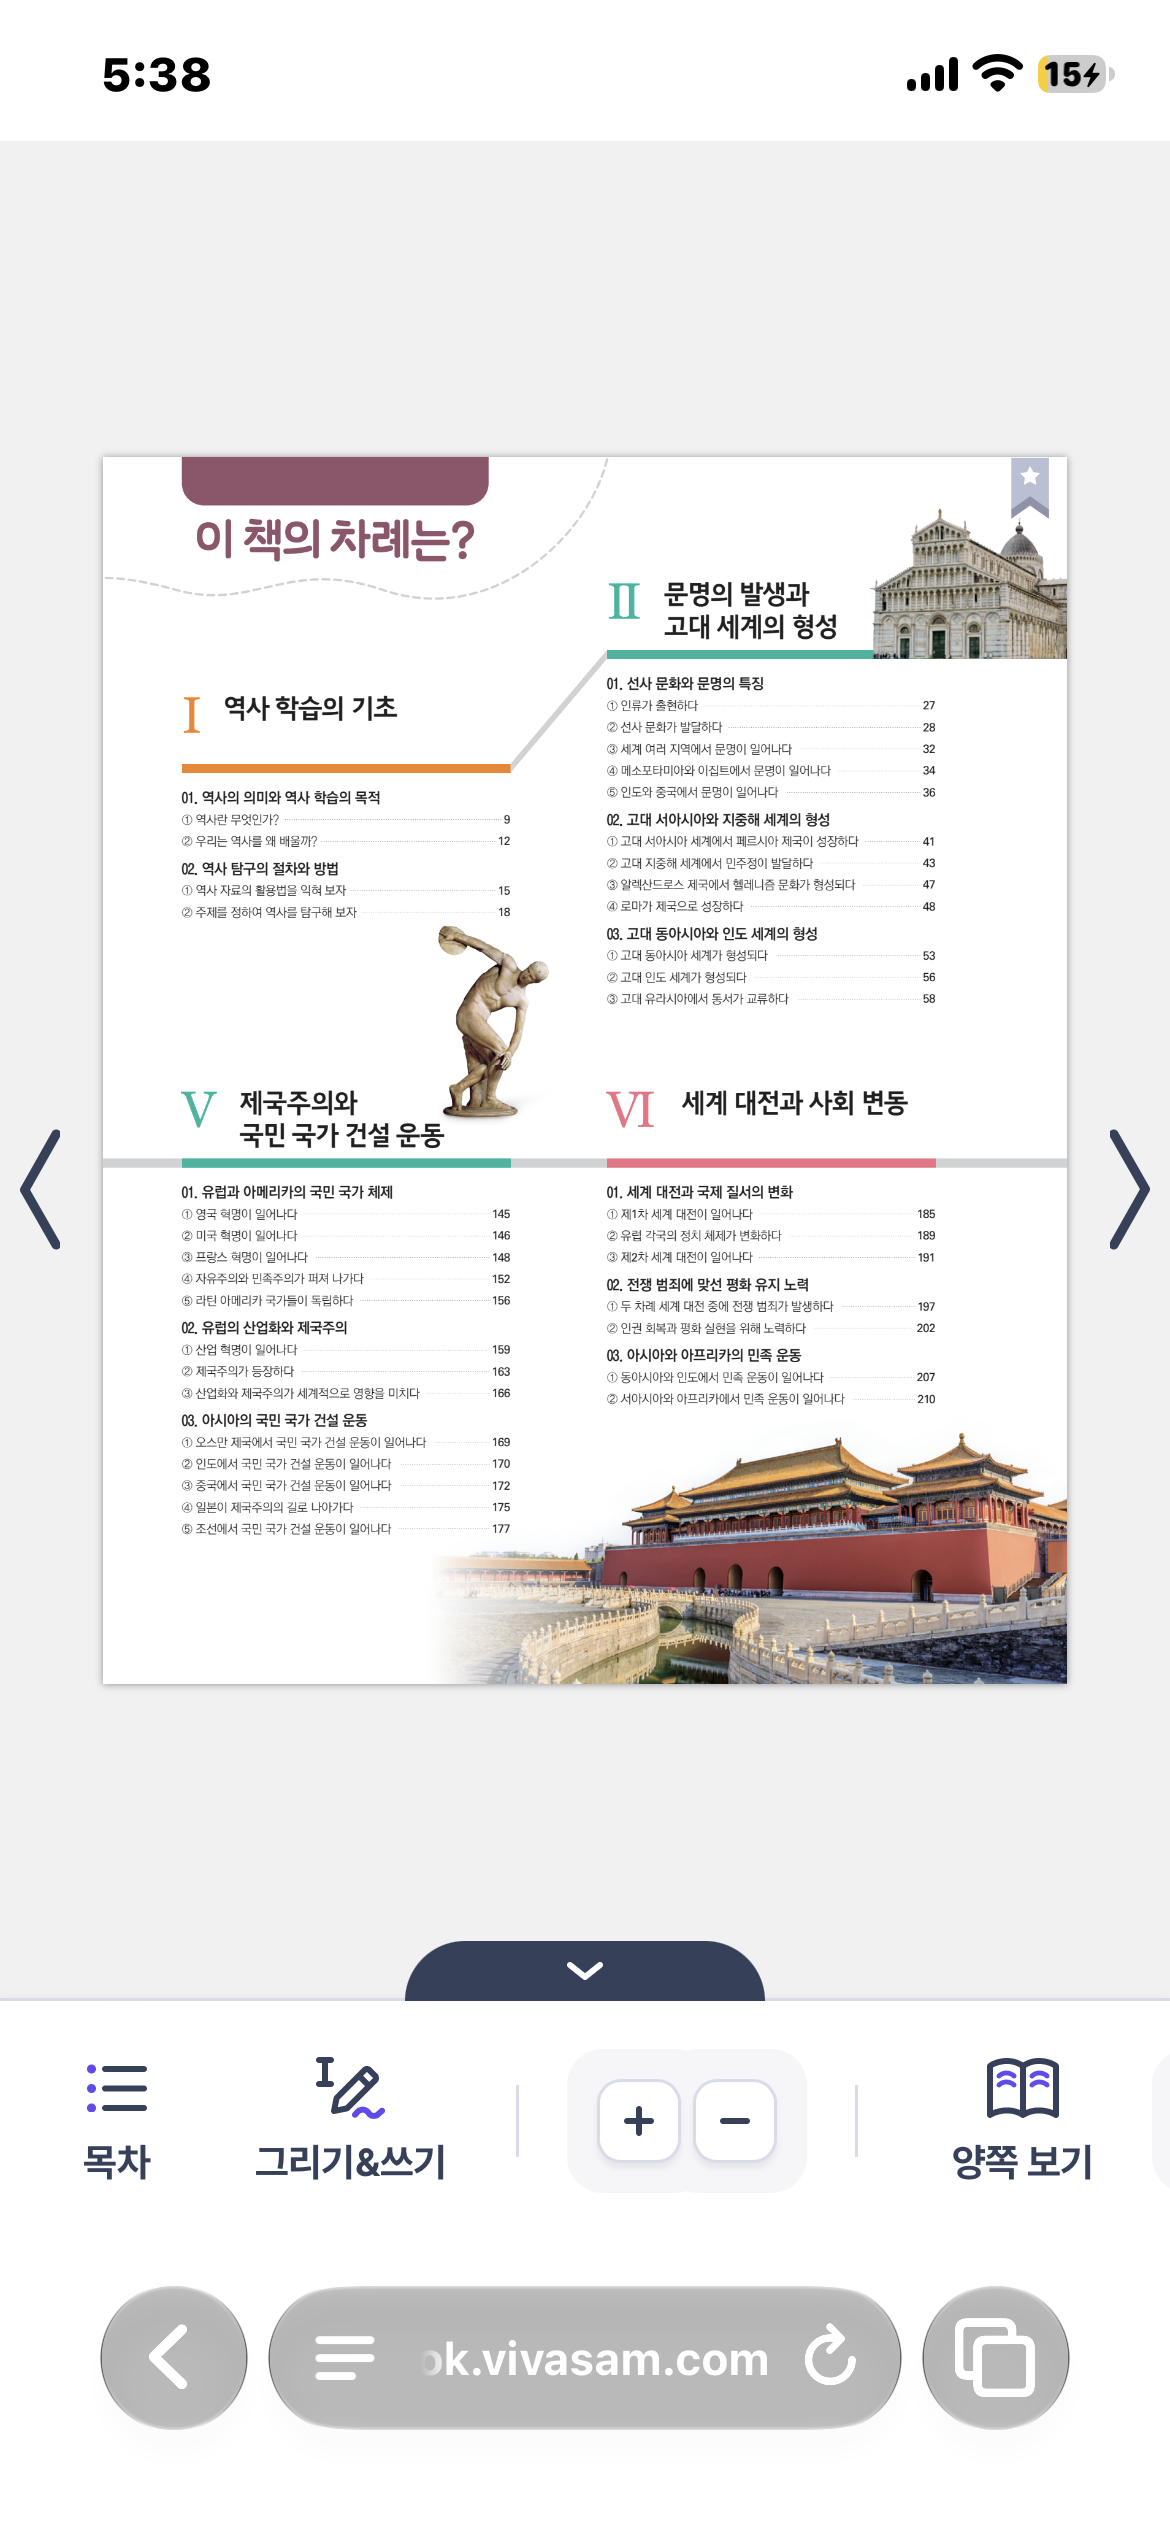 5:38
15
이 책의 차례는?
I 역사 학습의 기초
01. 역사의 의미와 역사 학습의 목적
① 역사란 무엇인가? 9
② 우리는 역사를 왜 배울까? 12
02. 역사 탐구의 절차와 방법
① 역사 자료의 활용법을 익혀 보자 15
② 주제를 정하여 역사를 탐구해 보자 18
II 문명의 발생과
고대 세계의 형성
01. 선사 문화와 문명의 특징
① 인류가 출현하다 27
② 선사 문화가 발달하다 28
③ 세계 여러 지역에서 문명이 일어나다 32
④ 메소포타미아와 이집트에서 문명이 일어나다 34
⑤ 인도와 중국에서 문명이 일어나다 36
02. 고대 서아시아와 지중해 세계의 형성
① 고대 서아시아 세계에서 페르시아 제국이 성장하다 41
② 고대 지중해 세계에서 민주정이 발달하다 43
③ 알렉산드로스 제국에서 헬레니즘 문화가 형성되다 47
④ 로마가 제국으로 성장하다 48
03. 고대 동아시아와 인도 세계의 형성
① 고대 동아시아 세계가 형성되다 53
② 고대 인도 세계가 형성되다 56
③ 고대 유라시아에서 동서가 교류하다 58
V 제국주의와
국민 국가 건설 운동
01. 유럽과 아메리카의 국민 국가 체제
① 영국 혁명이 일어나다 145
② 미국 혁명이 일어나다 146
③ 프랑스 혁명이 일어나다 148
④ 자유주의와 민족주의가 퍼져 나가다 152
⑤ 라틴 아메리카 국가들이 독립하다 156
02. 유럽의 산업화와 제국주의
① 산업 혁명이 일어나다 159
② 제국주의가 등장하다 163
③ 산업화와 제국주의가 세계적으로 영향을 미치다 166
03. 아시아의 국민 국가 건설 운동
① 오스만 제국에서 국민 국가 건설 운동이 일어나다 169
② 인도에서 국민 국가 건설 운동이 일어나다 170
③ 중국에서 국민 국가 건설 운동이 일어나다 172
④ 일본이 제국주의의 길로 나아가다 175
⑤ 조선에서 국민 국가 건설 운동이 일어나다 177
VI 세계 대전과 사회 변동
01. 세계 대전과 국제 질서의 변화
① 제1차 세계 대전이 일어나다 185
② 유럽 각국의 정치 체제가 변화하다 189
③ 제2차 세계 대전이 일어나다 191
02. 전쟁 범죄에 맞선 평화 유지 노력
① 두 차례 세계 대전 중에 전쟁 범죄가 발생하다 197
② 인권 회복과 평화 실현을 위해 노력하다 202
03. 아시아와 아프리카의 민족 운동
① 동아시아와 인도에서 민족 운동이 일어나다 207
② 서아시아와 아프리카에서 민족 운동이 일어나다 210
목차
그리기&쓰기
양쪽 보기
ok.vivasam.com